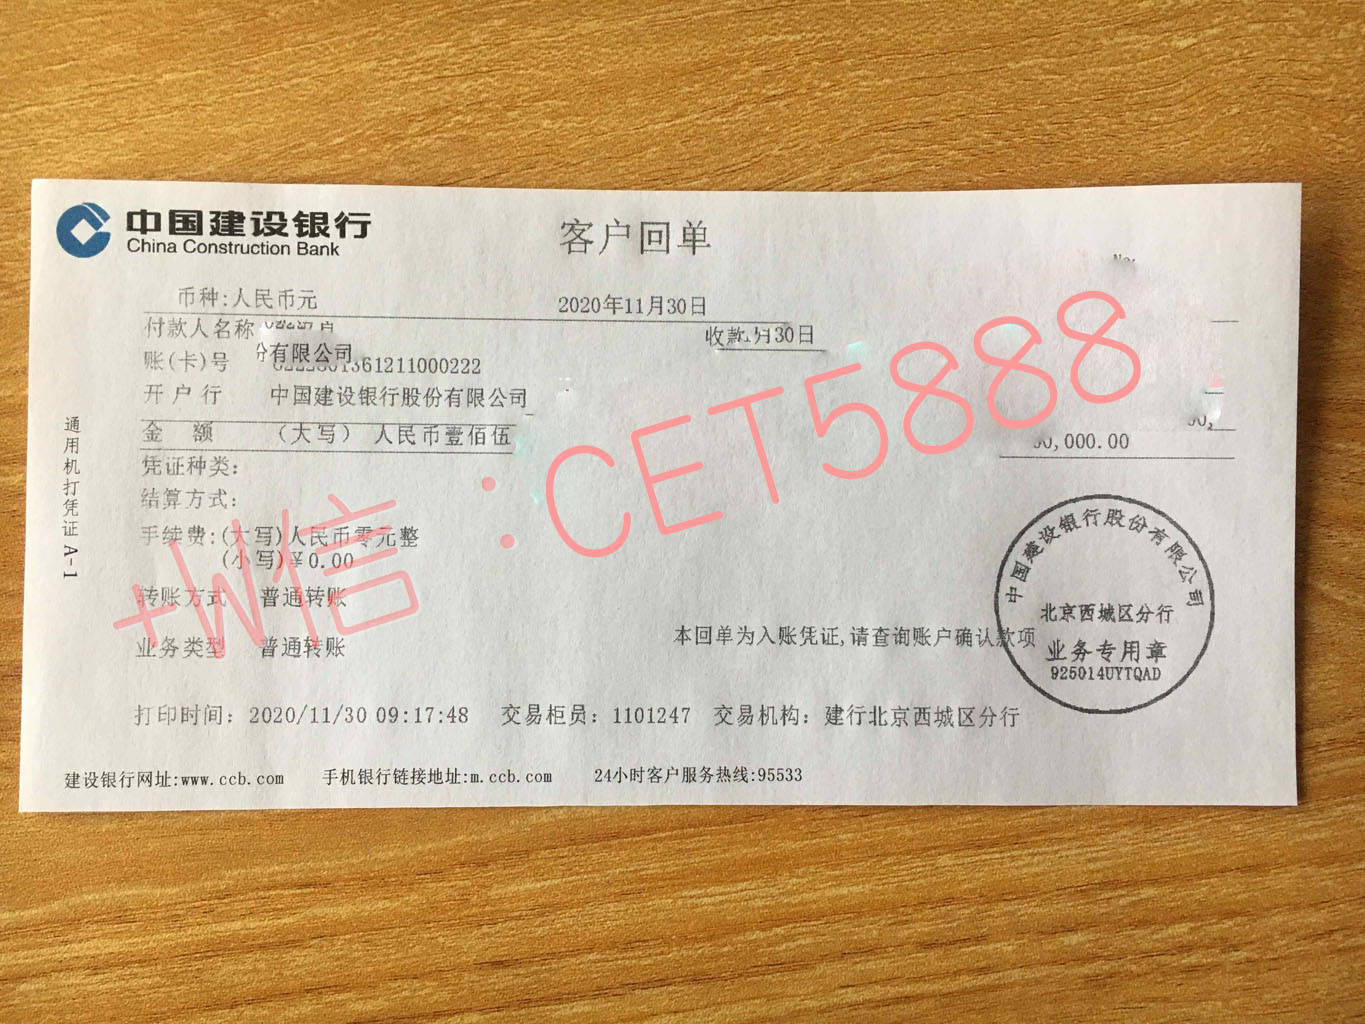 中国建设银行
China Construction Bank
客户回单
币种:人民币元
2020年11月30日
付款人名称
收款 月30日
份有限公司
账(卡)号 361211000222
开户行 中国建设银行股份有限公司
金额 (大写) 人民币壹佰伍
00,000.00
凭证种类:
结算方式:
手续费:(大写)人民币零元整
(小写)¥0.00
转账方式 普通转账
业务类型 普通转账
本回单为入账凭证,请查询账户确认款项
中国建设银行股份有限公司
北京西城区分行
业务专用章
925014UYTQAD
打印时间: 2020/11/30 09:17:48 交易柜员: 1101247 交易机构: 建行北京西城区分行
建设银行网址:www.ccb.com 手机银行链接地址:m.ccb.com 24小时客户服务热线:95533
通用机打凭证 A-1
+W信:CET5888